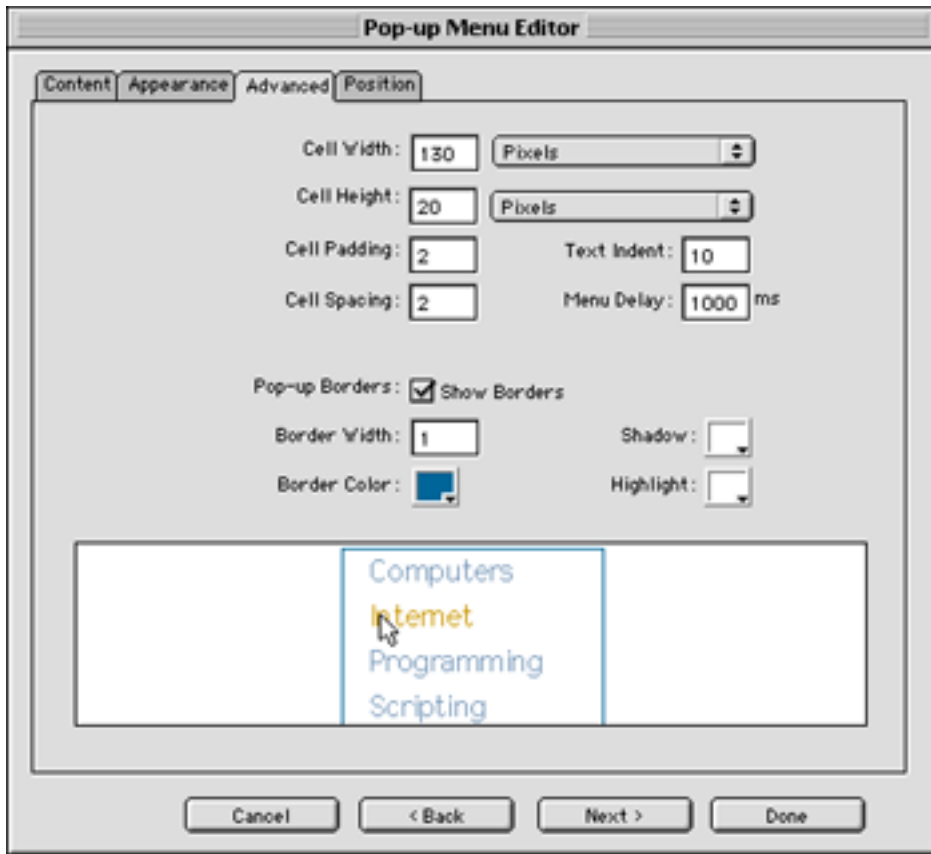 Pop-up Menu Editor
Content Appearance Advanced Position
Cell Width: 130 Pixels
Cell Height: 20 Pixels
Cell Padding: 2 Text Indent: 10
Cell Spacing: 2 Menu Delay: 1000 ms
Pop-up Borders: Show Borders
Border Width: 1 Shadow:
Border Color: Highlight:
Computers
Internet
Programming
Scripting
Cancel < Back Next > Done